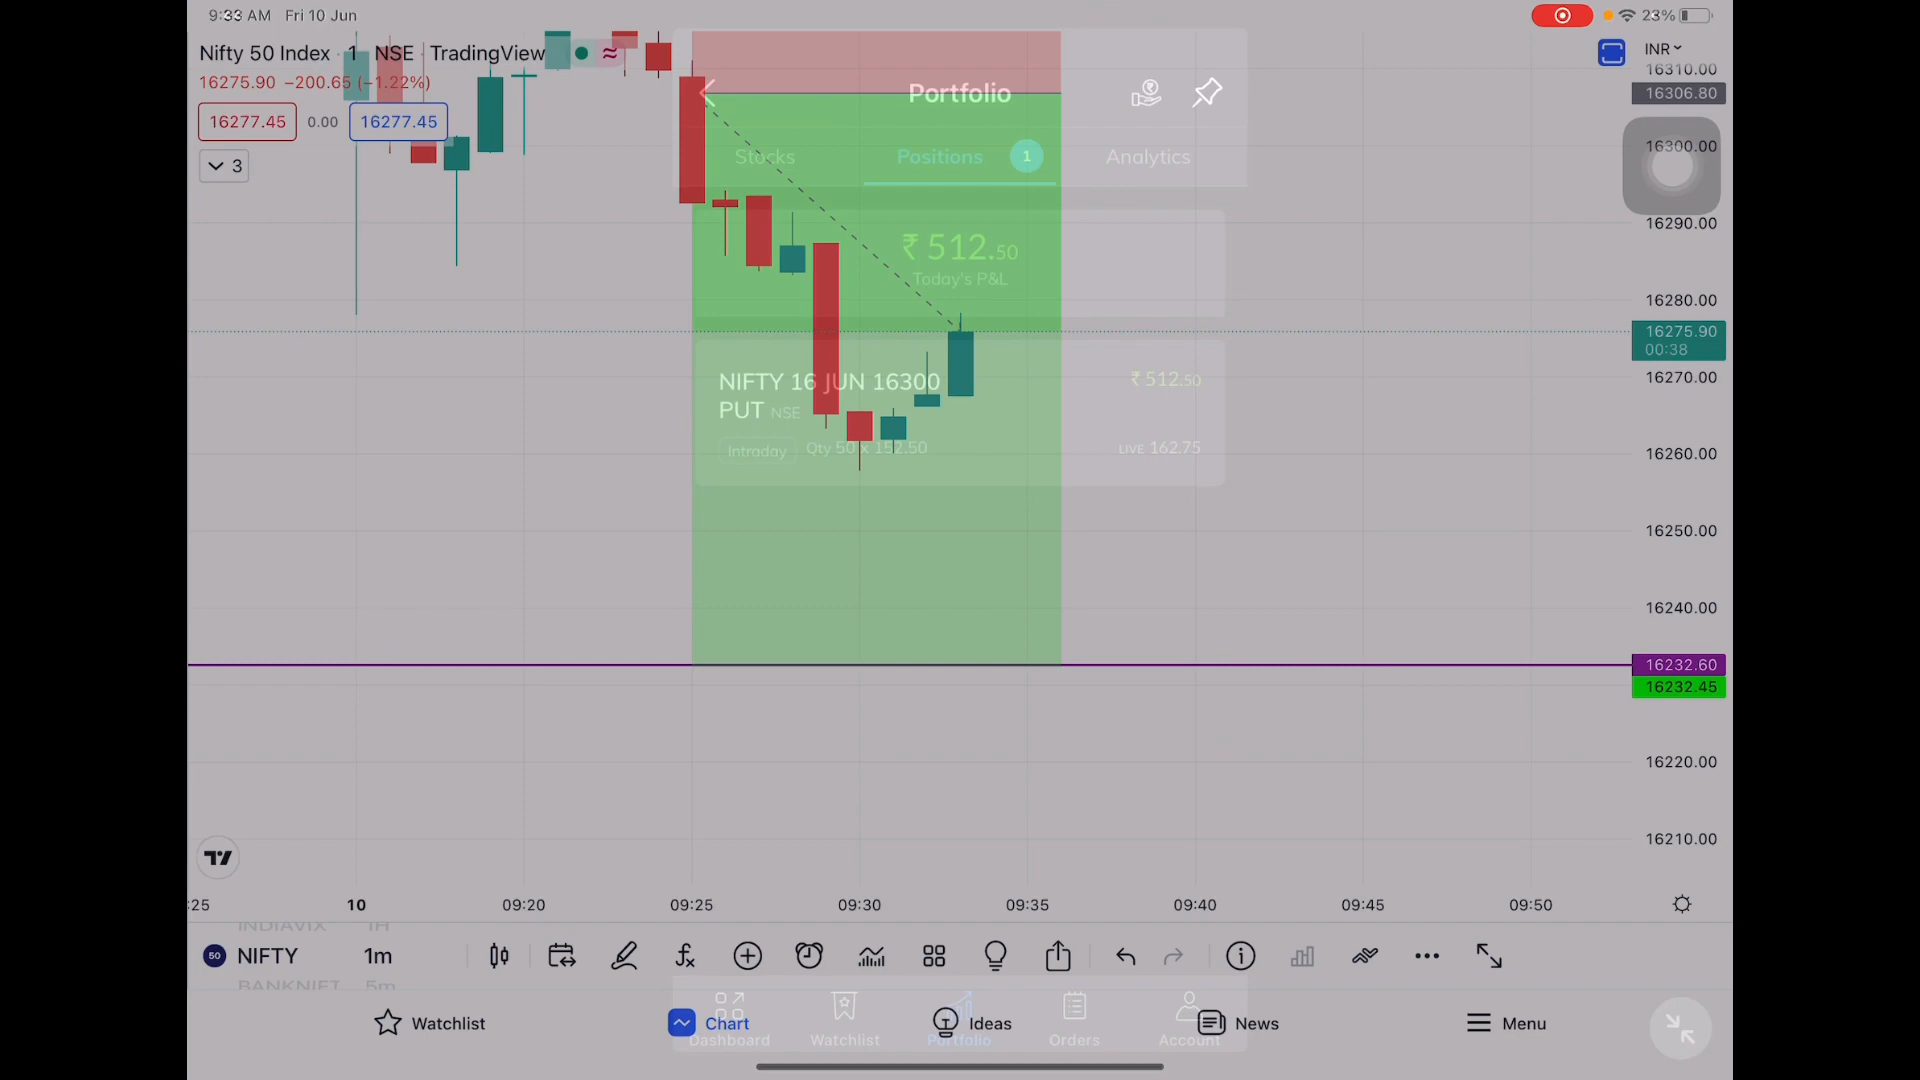 9:33 AM Fri 10 Jun
23%
Nifty 50 Index · 1 · NSE · TradingView
INR
16310.00
16275.90 −200.65 (−1.22%)
16306.80
Portfolio
16277.45 0.00 16277.45
16300.00
3
Stocks Positions 1 Analytics
16290.00
₹ 512.50
Today's P&L
16280.00
16275.90
00:38
NIFTY 16 JUN 16300
PUT NSE
₹ 512.50
16270.00
Intraday Qty 50 x 152.50
LIVE 162.75
16260.00
16250.00
16240.00
16232.60
16232.45
16220.00
16210.00
:25 10 09:20 09:25 09:30 09:35 09:40 09:45 09:50
INDIAVIX 1H
50 NIFTY 1m
BANKNIFT 5m
Watchlist Chart Ideas News Menu
Dashboard Watchlist Portfolio Orders Account